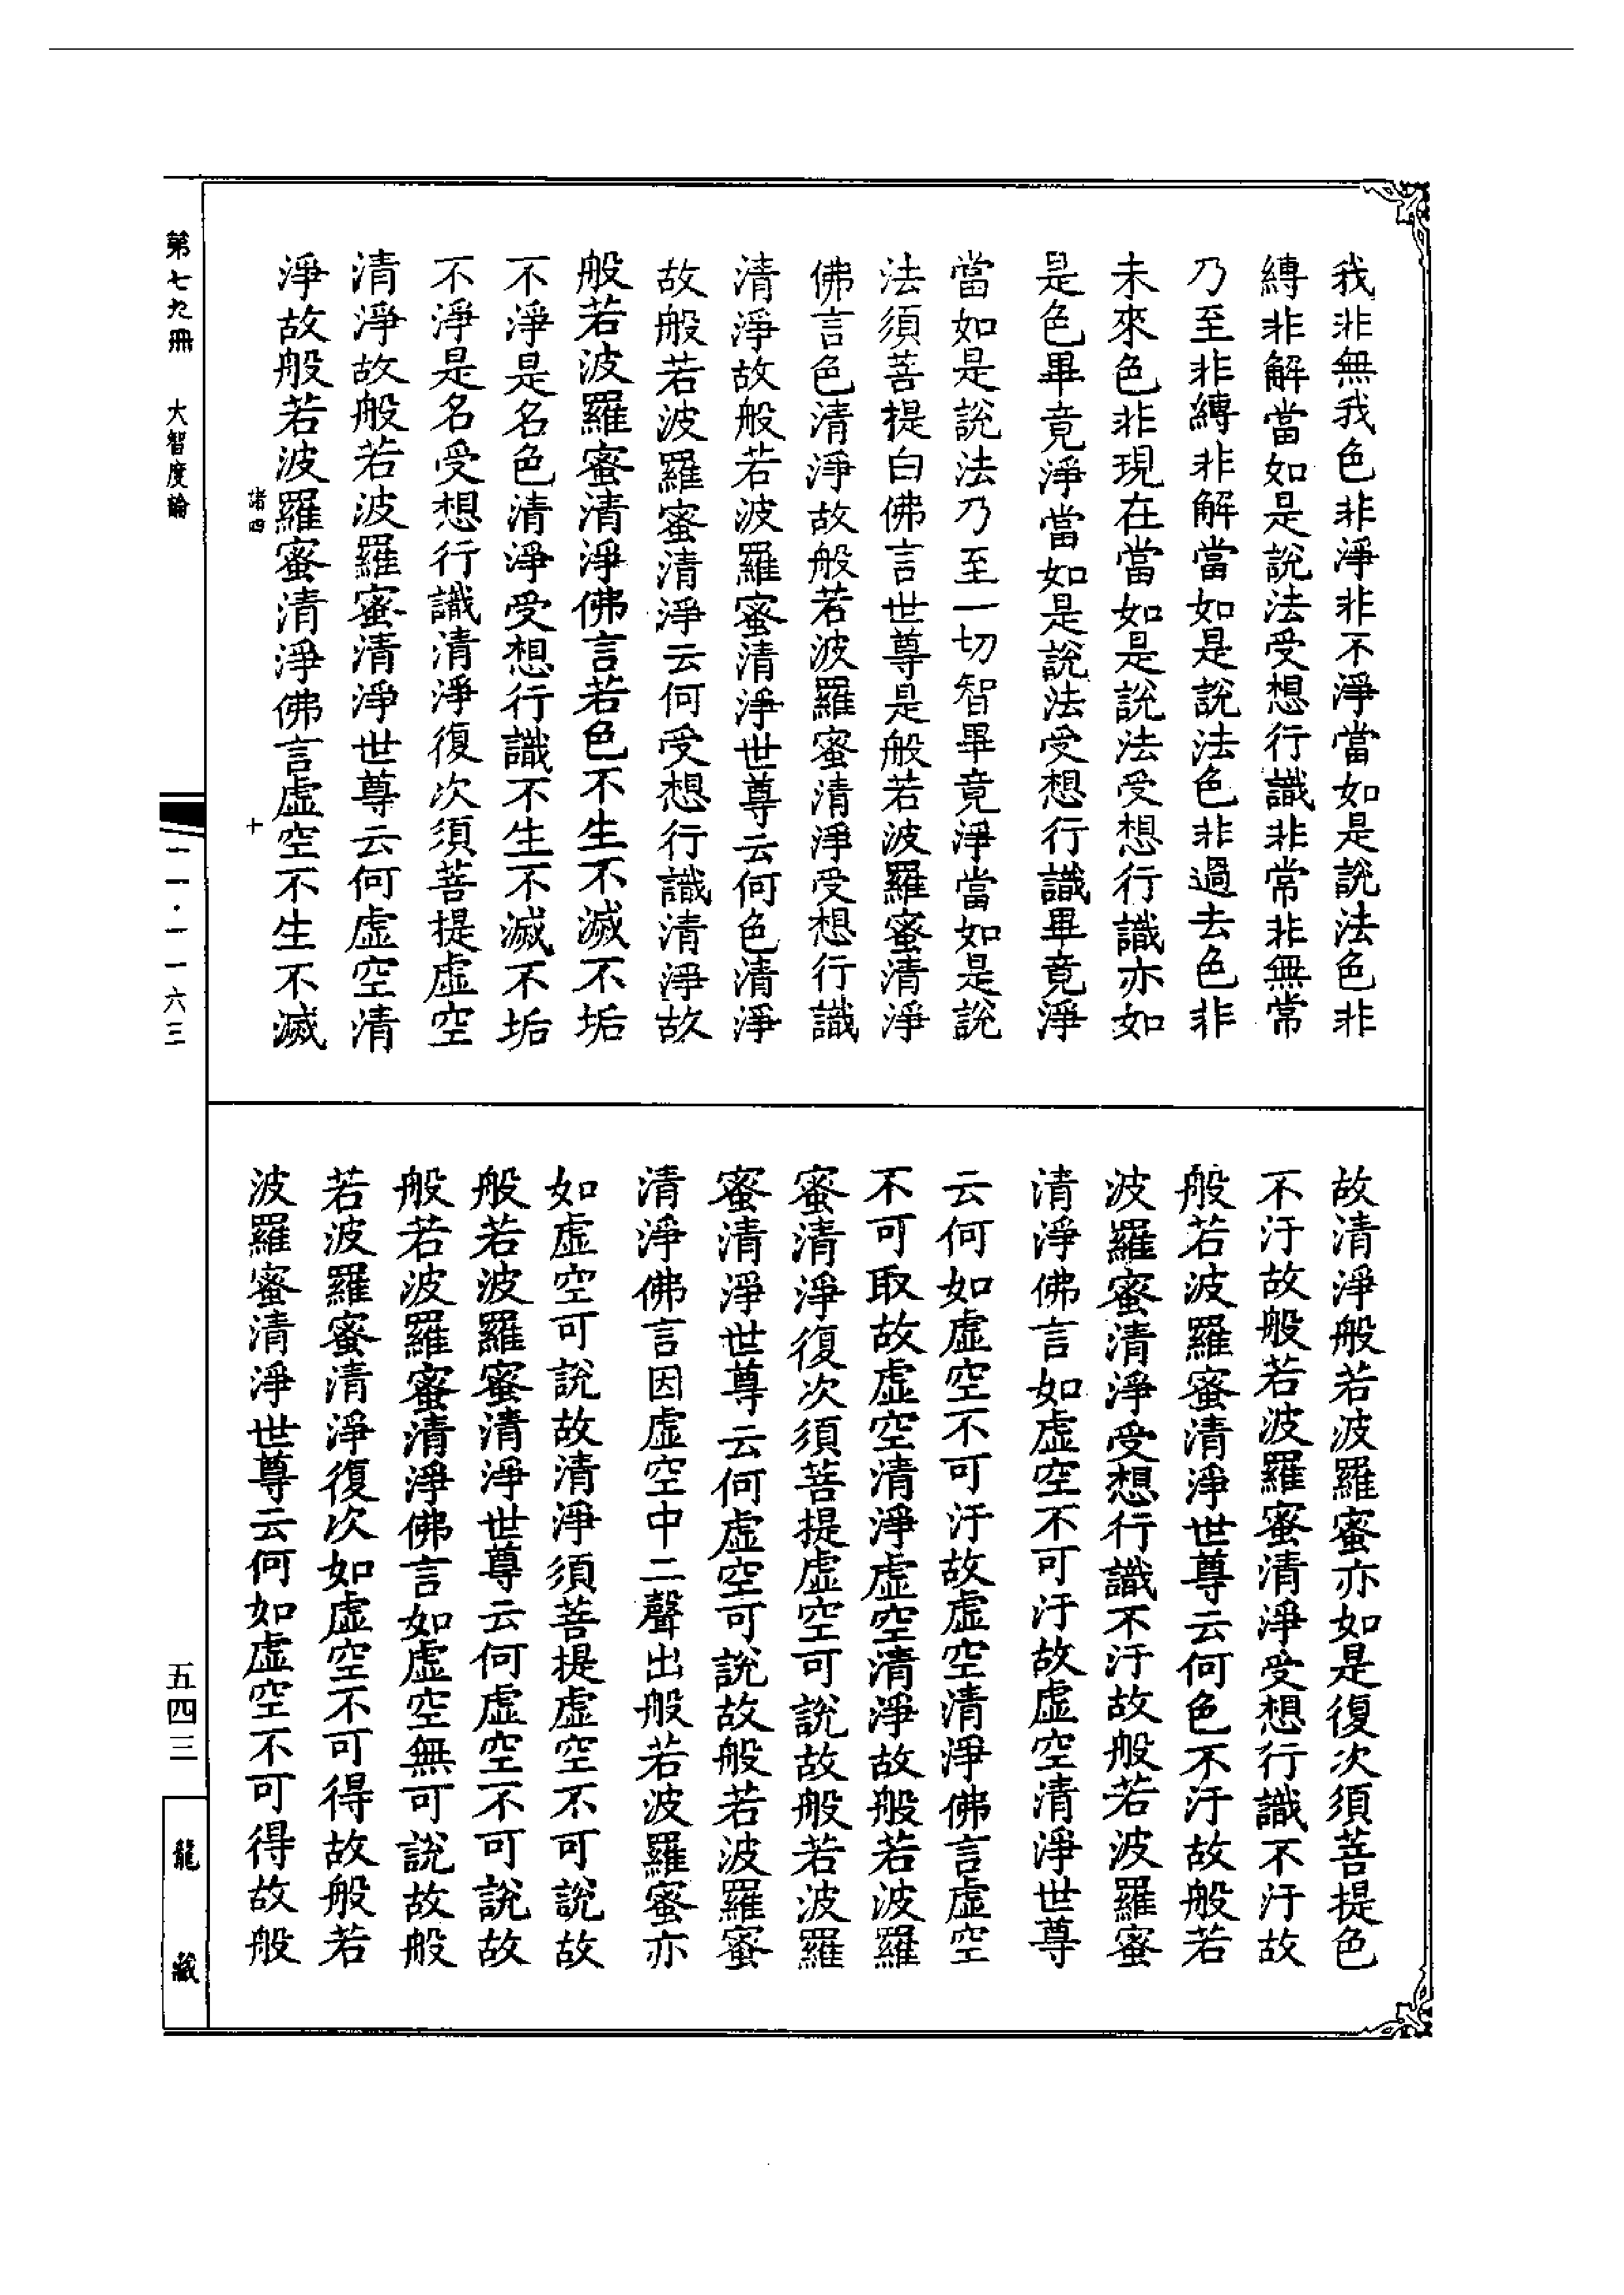 我非無我色非淨非不淨當如是說法色非
縛非解當如是說法受想行識非常非無常
乃至非縛非解當如是說法色非過去色非
未來色非現在當如是說法受想行識亦如
是色畢竟淨當如是說法受想行識畢竟淨
當如是說法乃至一切智畢竟淨當如是說
法須菩提白佛言世尊是般若波羅蜜清淨
佛言色清淨故般若波羅蜜清淨受想行識
清淨故般若波羅蜜清淨世尊云何色清淨
故般若波羅蜜清淨云何受想行識清淨故
般若波羅蜜清淨佛言若色不生不滅不垢
不淨是名色清淨受想行識不生不滅不垢
不淨是名受想行識清淨復次須菩提虛空
清淨故般若波羅蜜清淨世尊云何虛空清
淨故般若波羅蜜清淨佛言虛空不生不滅
故清淨般若波羅蜜亦如是復次須菩提色
不汙故般若波羅蜜清淨受想行識不汙故
般若波羅蜜清淨世尊云何色不汙故般若
波羅蜜清淨受想行識不汙故般若波羅蜜
清淨佛言如虛空不可汙故虛空清淨世尊
云何如虛空不可汙故虛空清淨佛言虛空
不可取故虛空清淨虛空清淨故般若波羅
蜜清淨復次須菩提虛空可說故般若波羅
蜜清淨世尊云何虛空可說故般若波羅蜜
清淨佛言因虛空中二聲出般若波羅蜜亦
如虛空可說故清淨須菩提虛空不可說故
般若波羅蜜清淨世尊云何虛空不可說故
般若波羅蜜清淨佛言如虛空無可說故般
若波羅蜜清淨復次如虛空不可得故般若
波羅蜜清淨世尊云何如虛空不可得故般
諸四
十
第七九冊 大智度論
一一·一一六三
五四三
龍藏